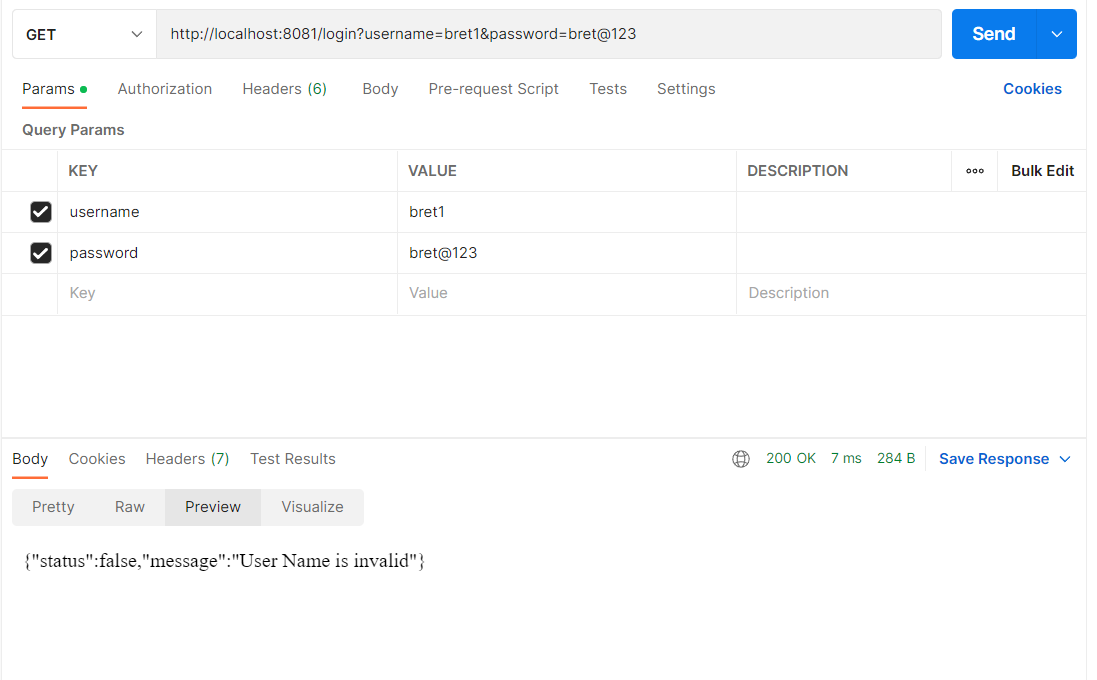 GET http://localhost:8081/login?username=bret1&password=bret@123 Send
Params Authorization Headers (6) Body Pre-request Script Tests Settings Cookies
Query Params
KEY VALUE DESCRIPTION ooo Bulk Edit
username bret1
password bret@123
Key Value Description
Body Cookies Headers (7) Test Results 200 OK 7 ms 284 B Save Response
Pretty Raw Preview Visualize
{"status":false,"message":"User Name is invalid"}